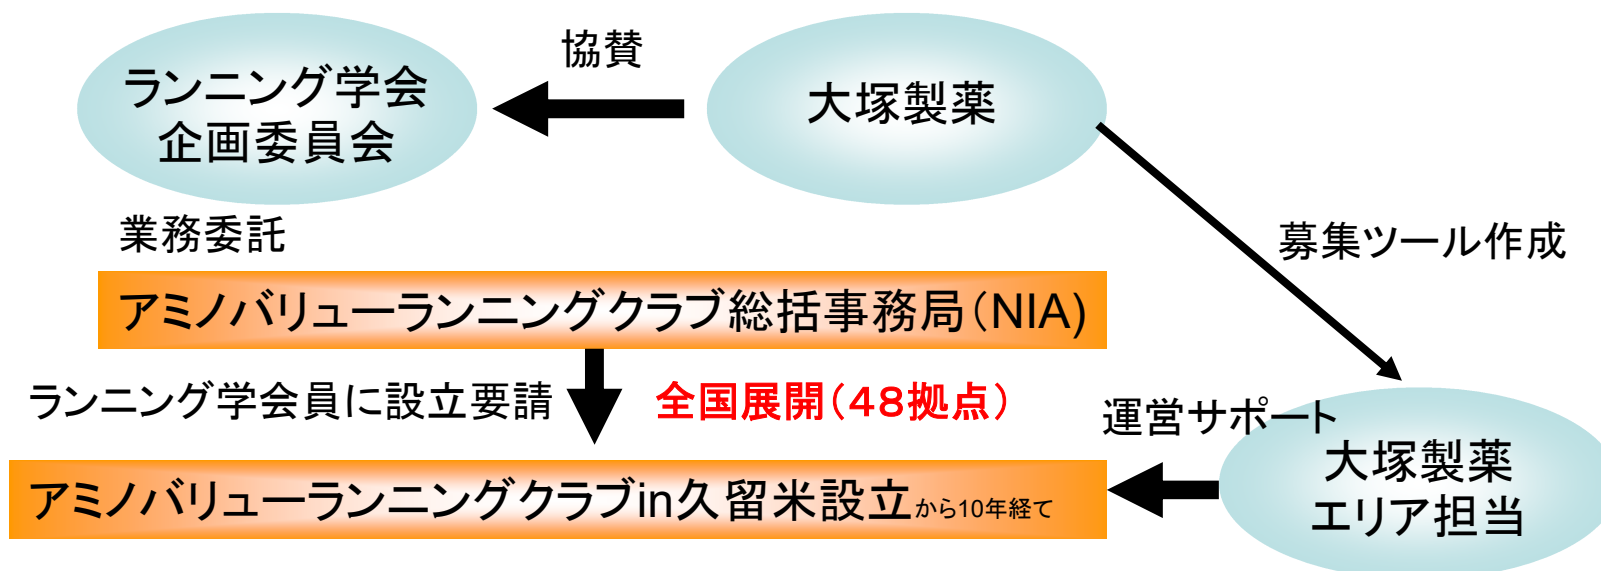 協賛
ランニング学会
企画委員会
大塚製薬
業務委託
募集ツール作成
アミノバリューランニングクラブ総括事務局(NIA)
ランニング学会員に設立要請
全国展開(48拠点)
運営サポート
大塚製薬
エリア担当
アミノバリューランニングクラブin久留米設立から10年経て